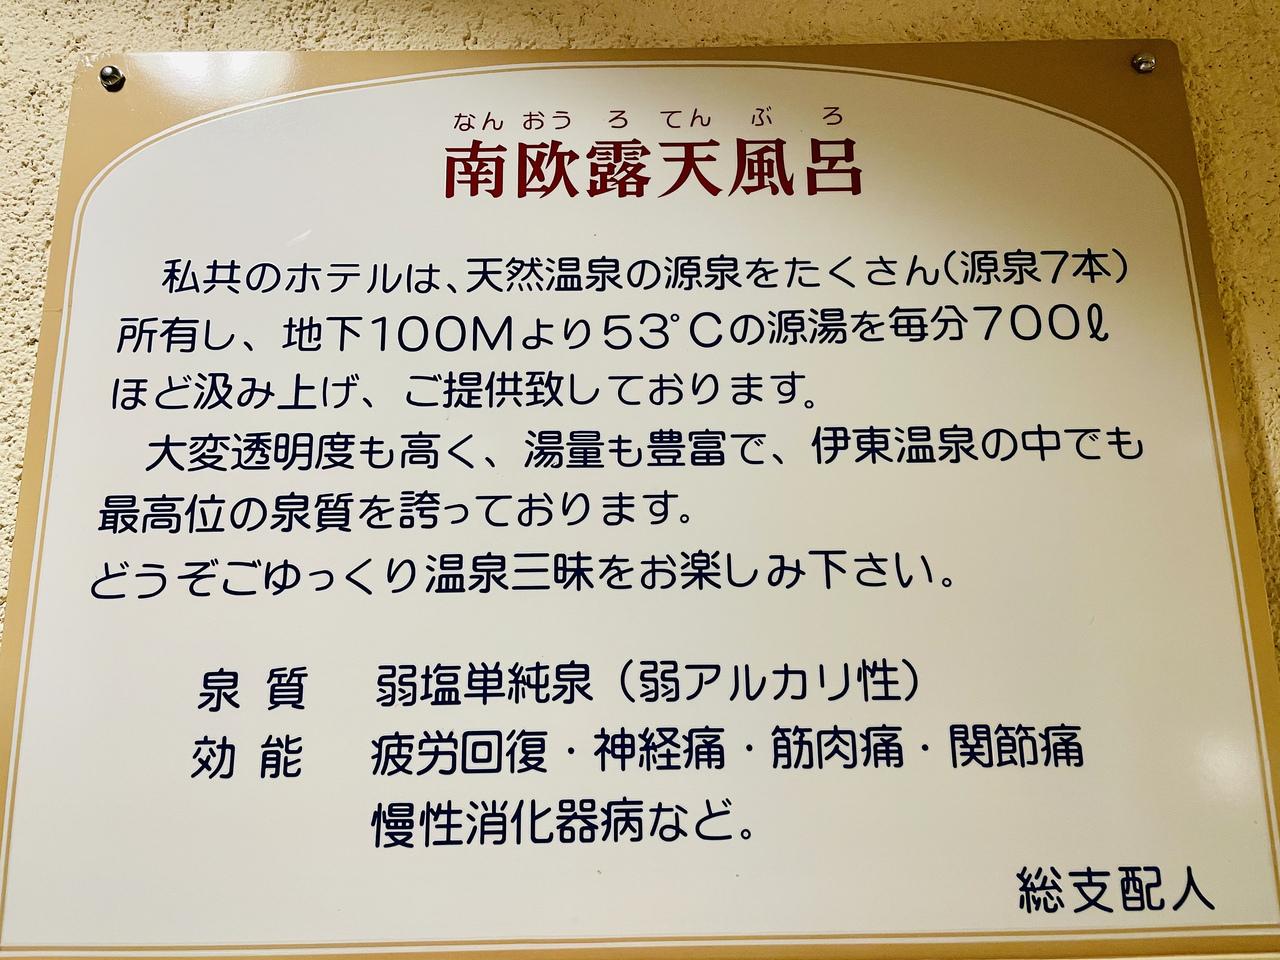 なん おう ろ てん ぶ ろ
南欧露天風呂
私共のホテルは、天然温泉の源泉をたくさん(源泉7本)
所有し、地下100Mより53℃の源湯を毎分700ℓ
ほど汲み上げ、ご提供致しております。
大変透明度も高く、湯量も豊富で、伊東温泉の中でも
最高位の泉質を誇っております。
どうぞごゆっくり温泉三昧をお楽しみ下さい。
泉質 弱塩単純泉（弱アルカリ性）
効能 疲労回復・神経痛・筋肉痛・関節痛
慢性消化器病など。
総支配人